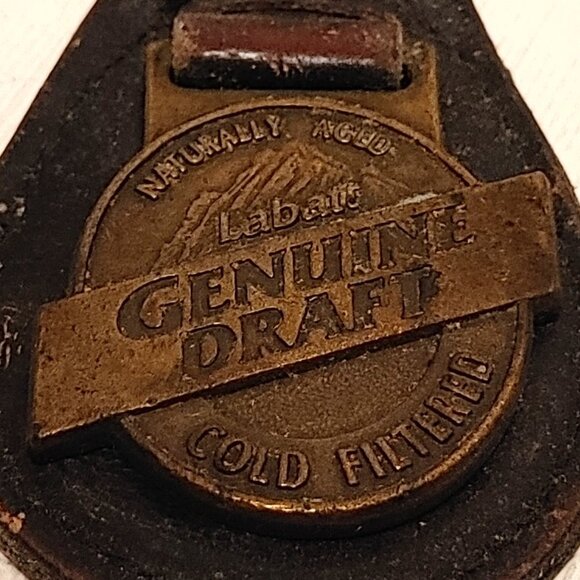 NATURALLY AGED
Labatt
GENUINE
DRAFT
COLD FILTERED